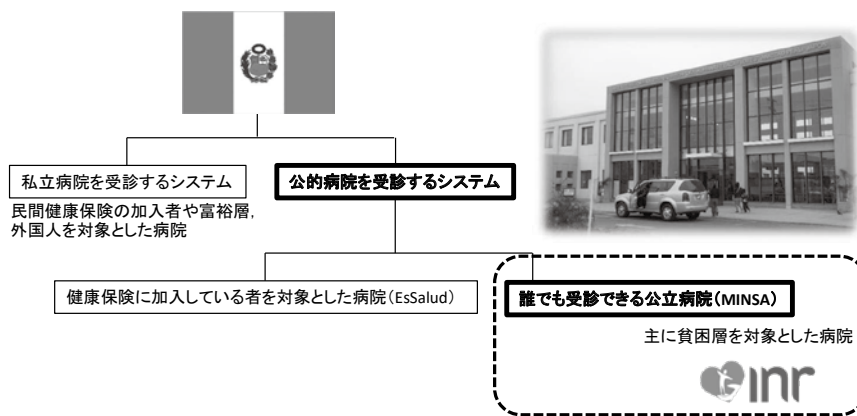 私立病院を受診するシステム
公的病院を受診するシステム
民間健康保険の加入者や富裕層,
外国人を対象とした病院
健康保険に加入している者を対象とした病院(EsSalud)
誰でも受診できる公立病院(MINSA)
主に貧困層を対象とした病院
inr